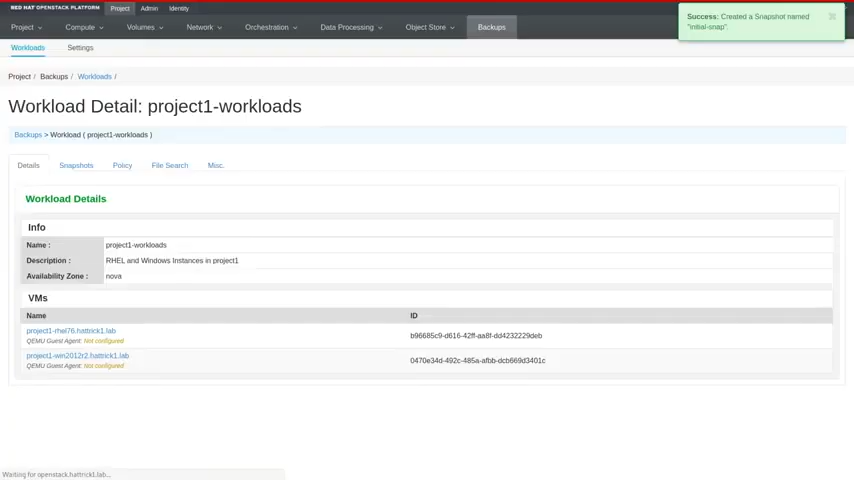 RED HAT OPENSTACK PLATFORM Project Admin Identity
Project Compute Volumes Network Orchestration Data Processing Object Store Backups
Success: Created a Snapshot named
"initial-snap".
Workloads Settings
Project / Backups / Workloads /
Workload Detail: project1-workloads
Backups > Workload ( project1-workloads )
Details Snapshots Policy File Search Misc.
Workload Details
Info
Name : project1-workloads
Description : RHEL and Windows Instances in project1
Availability Zone : nova
VMs
Name ID
project1-rhel76.hattrick1.lab
QEMU Guest Agent: Not configured
b96685c9-d616-42ff-aa8f-dd4232229deb
project1-win2012r2.hattrick1.lab
QEMU Guest Agent: Not configured
0470e34d-492c-485a-afbb-dcb669d3401c
Waiting for openstack.hattrick1.lab...